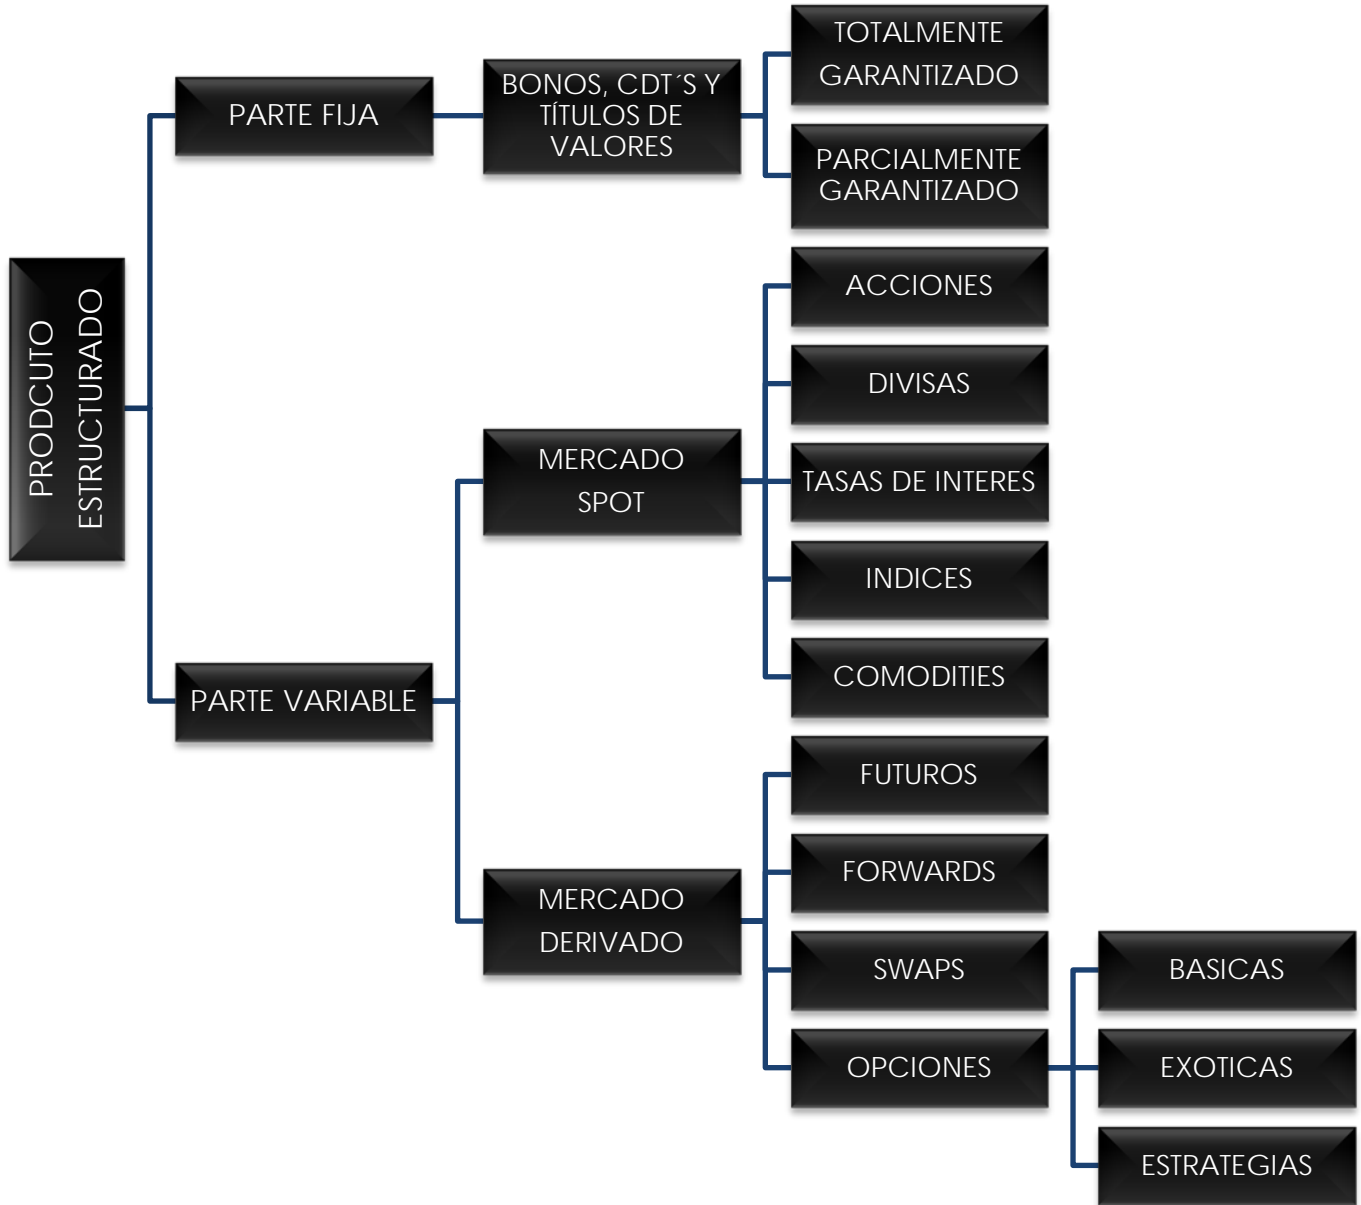 PRODCUTO
ESTRUCTURADO
PARTE FIJA
BONOS, CDT´S Y
TÍTULOS DE
VALORES
TOTALMENTE
GARANTIZADO
PARCIALMENTE
GARANTIZADO
PARTE VARIABLE
MERCADO
SPOT
ACCIONES
DIVISAS
TASAS DE INTERES
INDICES
COMODITIES
MERCADO
DERIVADO
FUTUROS
FORWARDS
SWAPS
OPCIONES
BASICAS
EXOTICAS
ESTRATEGIAS